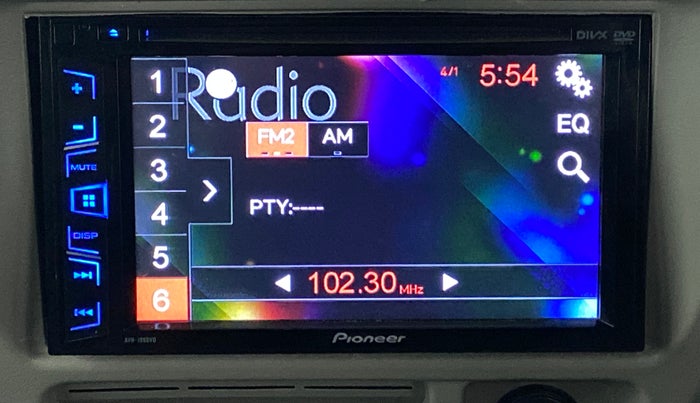 DIVX DVD
Radio
4/1 5:54
1
2
3
4
5
6
FM2 AM
EQ
MUTE
DISP
PTY:----
102.30 MHz
Pioneer